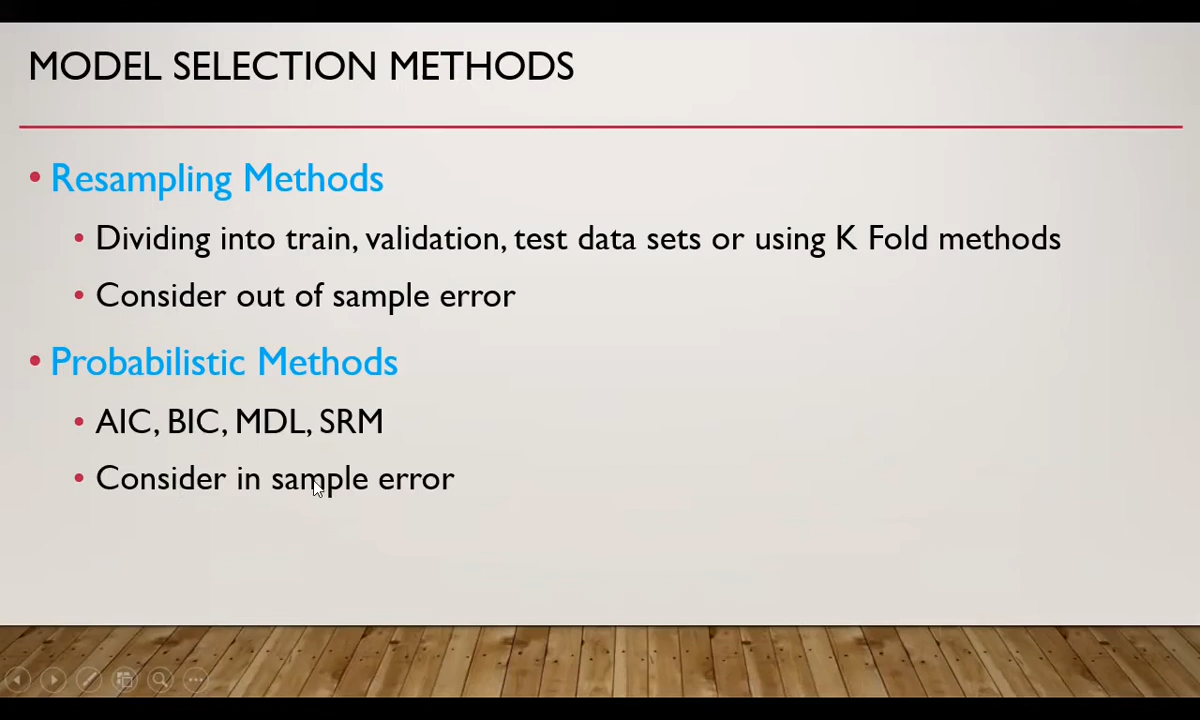 MODEL SELECTION METHODS
• Resampling Methods
• Dividing into train, validation, test data sets or using K Fold methods
• Consider out of sample error
• Probabilistic Methods
• AIC, BIC, MDL, SRM
• Consider in sample error